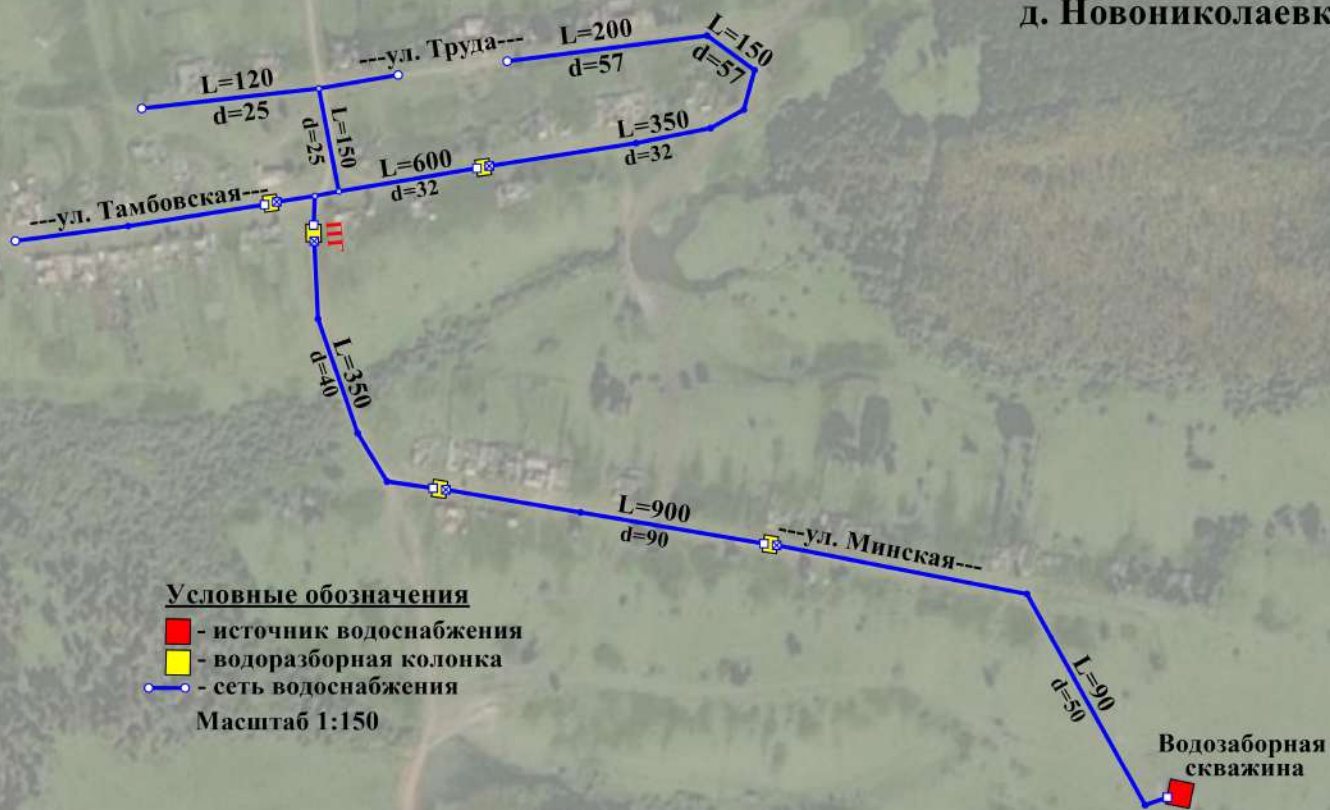 д. Новониколаевк
---ул. Труда---
L=200
d=57
L=150
d=57
L=120
d=25
L=150
d=25
L=350
d=32
L=600
d=32
---ул. Тамбовская---
ПГ
L=350
d=40
L=900
d=90
---ул. Минская---
L=90
d=50
Водозаборная
скважина
Условные обозначения
- источник водоснабжения
- водоразборная колонка
- сеть водоснабжения
Масштаб 1:150